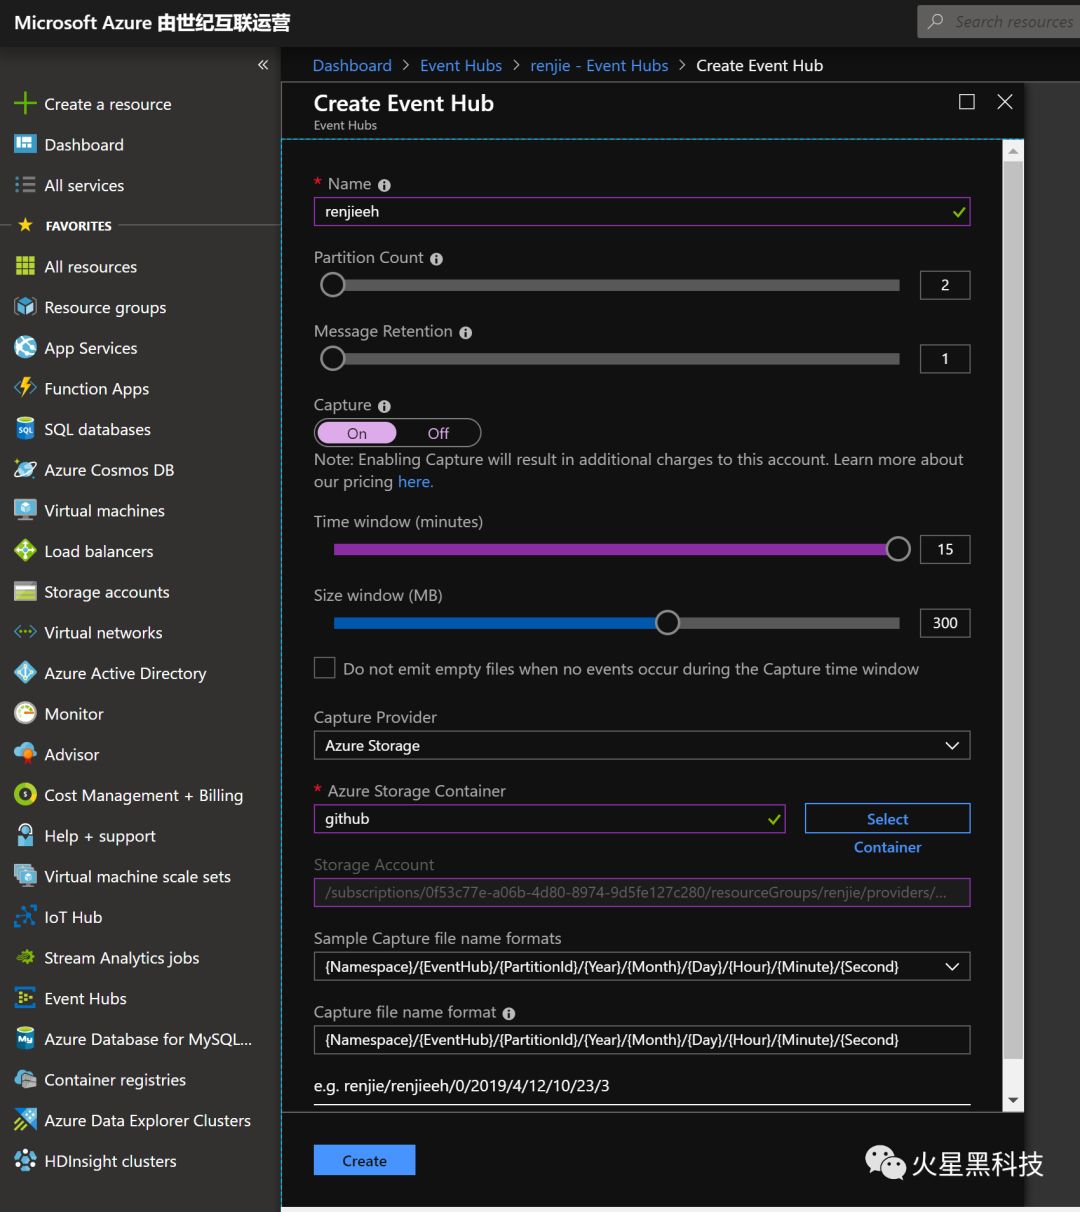 Microsoft Azure 由世纪互联运营
Search resources
«
Dashboard > Event Hubs > renjie - Event Hubs > Create Event Hub
Create a resource
Dashboard
All services
FAVORITES
All resources
Resource groups
App Services
Function Apps
SQL databases
Azure Cosmos DB
Virtual machines
Load balancers
Storage accounts
Virtual networks
Azure Active Directory
Monitor
Advisor
Cost Management + Billing
Help + support
Virtual machine scale sets
IoT Hub
Stream Analytics jobs
Event Hubs
Azure Database for MySQL...
Container registries
Azure Data Explorer Clusters
HDInsight clusters
Create Event Hub
Event Hubs
* Name
renjieeh
Partition Count
2
Message Retention
1
Capture
On Off
Note: Enabling Capture will result in additional charges to this account. Learn more about
our pricing here.
Time window (minutes)
15
Size window (MB)
300
Do not emit empty files when no events occur during the Capture time window
Capture Provider
Azure Storage
* Azure Storage Container
github
Select
Container
Storage Account
/subscriptions/0f53c77e-a06b-4d80-8974-9d5fe127c280/resourceGroups/renjie/providers/...
Sample Capture file name formats
{Namespace}/{EventHub}/{PartitionId}/{Year}/{Month}/{Day}/{Hour}/{Minute}/{Second}
Capture file name format
{Namespace}/{EventHub}/{PartitionId}/{Year}/{Month}/{Day}/{Hour}/{Minute}/{Second}
e.g. renjie/renjieeh/0/2019/4/12/10/23/3
Create
火星黑科技